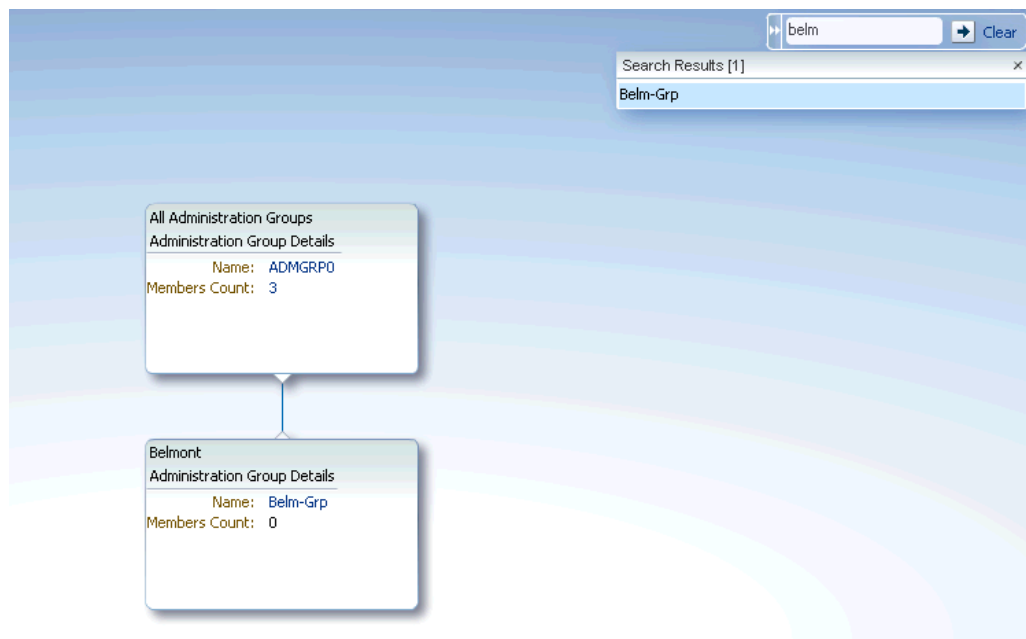 belm
Clear
Search Results [1]
Belm-Grp
All Administration Groups
Administration Group Details
Name: ADMGRP0
Members Count: 3
Belmont
Administration Group Details
Name: Belm-Grp
Members Count: 0